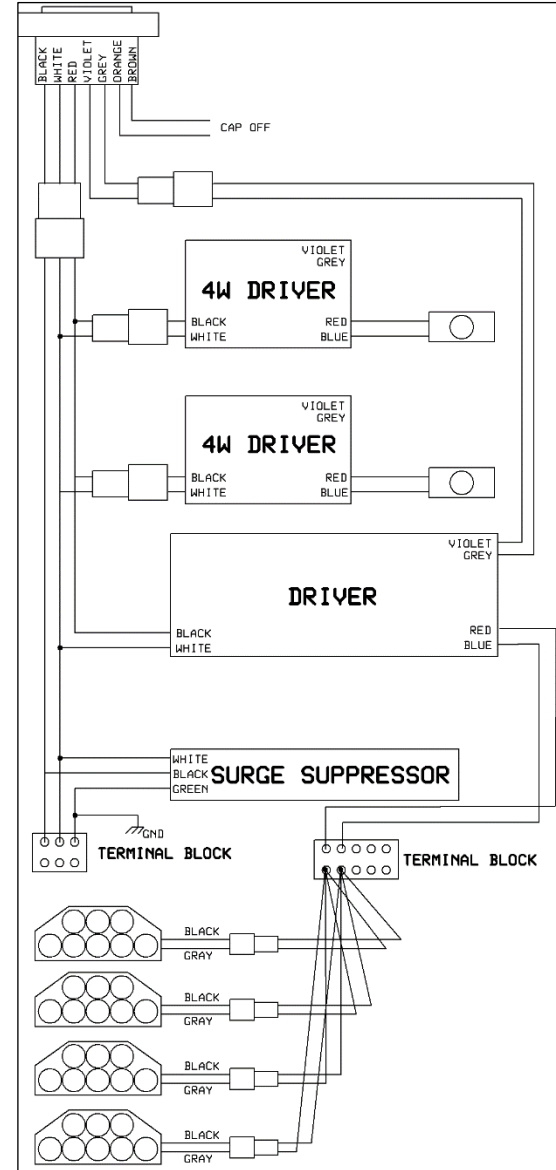 BLACK
WHITE
RED
VIOLET
GREY
ORANGE
BROWN
CAP OFF
VIOLET
GREY
4W DRIVER
BLACK
WHITE
RED
BLUE
VIOLET
GREY
4W DRIVER
BLACK
WHITE
RED
BLUE
VIOLET
GREY
DRIVER
BLACK
WHITE
RED
BLUE
WHITE
BLACK
GREEN
SURGE SUPPRESSOR
GND
TERMINAL BLOCK
TERMINAL BLOCK
BLACK
GRAY
BLACK
GRAY
BLACK
GRAY
BLACK
GRAY